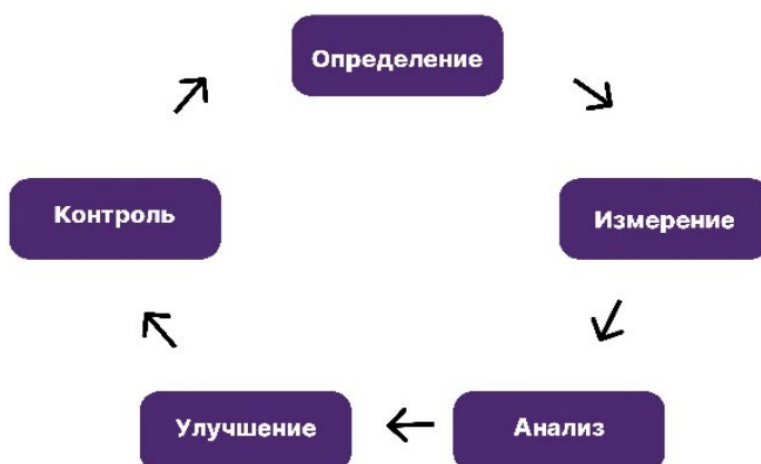 Определение
Измерение
Анализ
Улучшение
Контроль